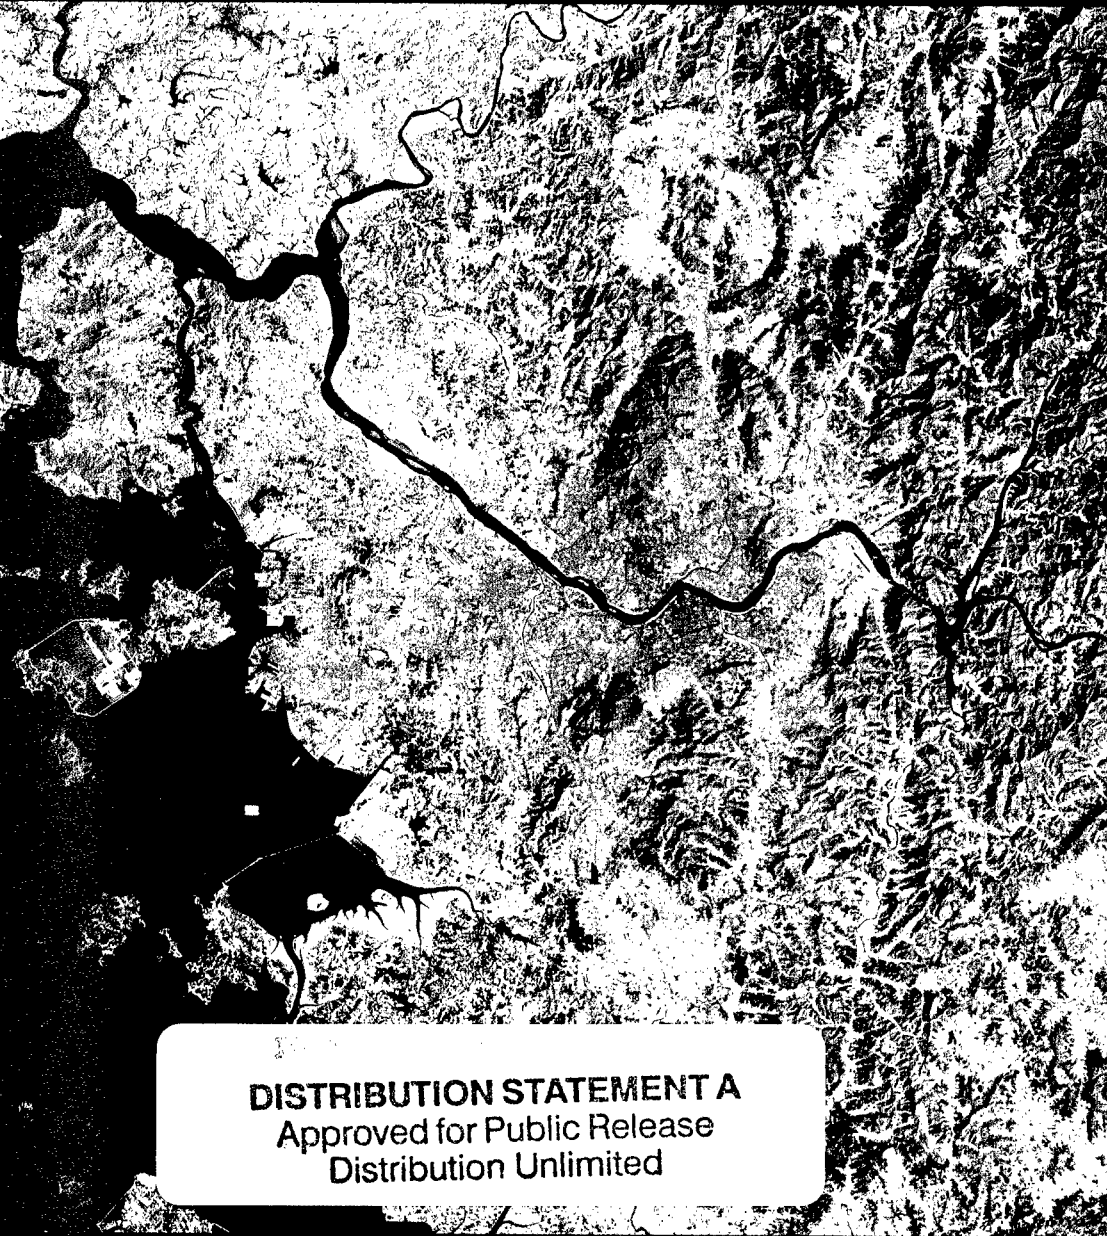 DISTRIBUTION STATEMENT A
Approved for Public Release
Distribution Unlimited